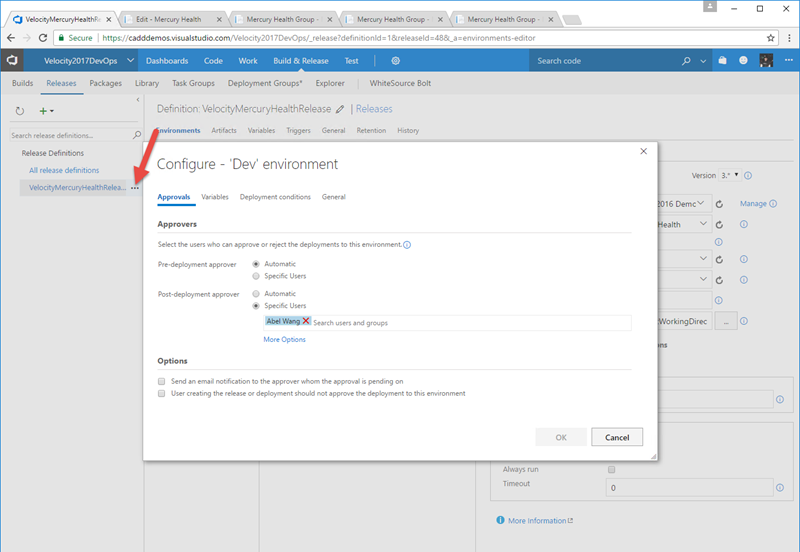 VelocityMercuryHealthR
Edit - Mercury Health
Mercury Health Group -
Mercury Health Group -
Mercury Health Group -
Secure
https://cadddemos.visualstudio.com/Velocity2017DevOps/_release?definitionId=1&releaseId=48&_a=environments-editor
Velocity2017DevOps
Dashboards
Code
Work
Build & Release
Test
Search code
Builds
Releases
Packages
Library
Task Groups
Deployment Groups*
Explorer
WhiteSource Bolt
Search release definitions...
Release Definitions
All release definitions
VelocityMercuryHealthRelea...
Definition: VelocityMercuryHealthRelease | Releases
Environments
Artifacts
Variables
Triggers
General
Retention
History
Configure - 'Dev' environment
Approvals
Variables
Deployment conditions
General
Approvers
Select the users who can approve or reject the deployments to this environment.
Pre-deployment approver
Automatic
Specific Users
Post-deployment approver
Automatic
Specific Users
Abel Wang
Search users and groups
More Options
Options
Send an email notification to the approver whom the approval is pending on
User creating the release or deployment should not approve the deployment to this environment
OK
Cancel
Version 3.*
2016 Demo
Manage
Health
WorkingDirec
...
ons
Always run
Timeout
0
More Information